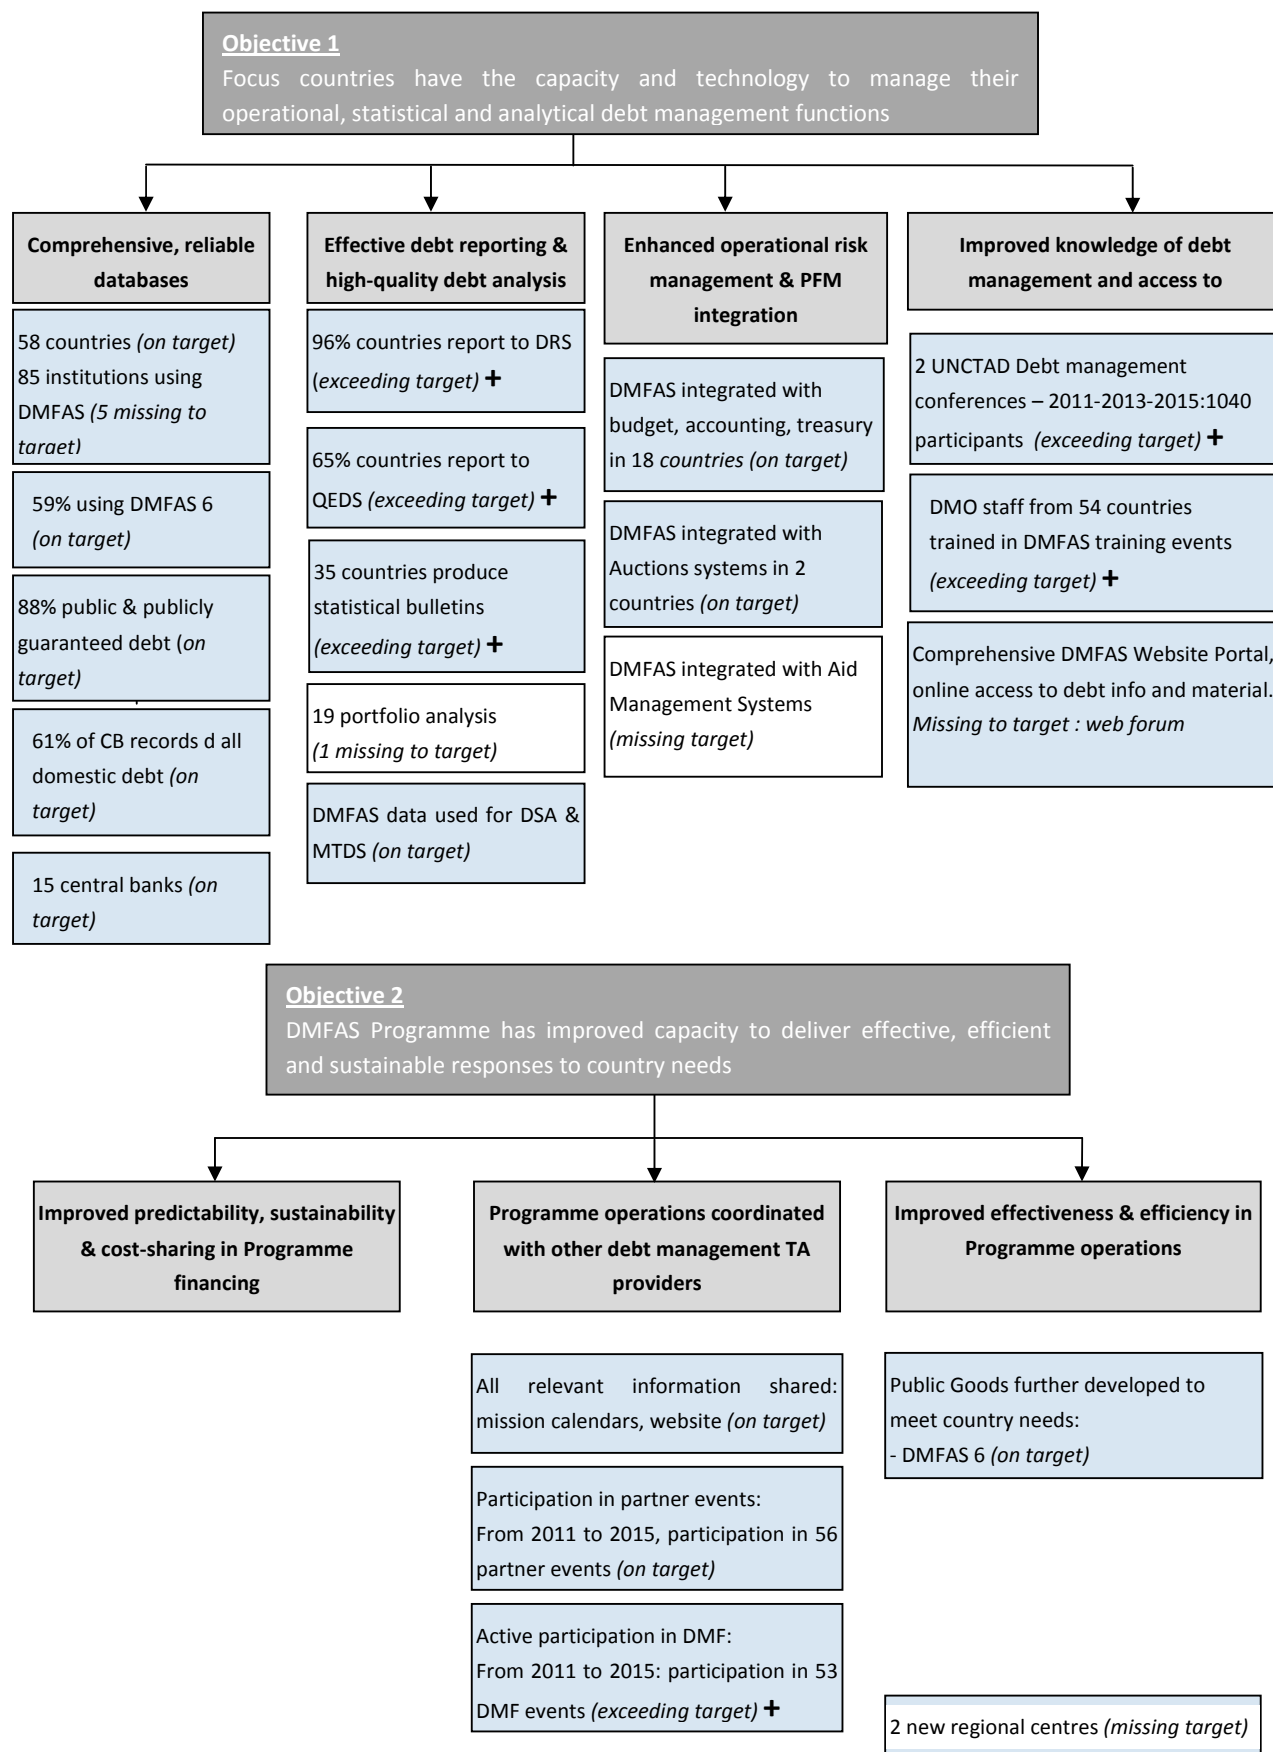 Objective 1
Focus countries have the capacity and technology to manage their
operational, statistical and analytical debt management functions
Comprehensive, reliable
databases
58 countries (on target)
85 institutions using
DMFAS (5 missing to
target)
59% using DMFAS 6
(on target)
88% public & publicly
guaranteed debt (on
target)
61% of CB records d all
domestic debt (on
target)
15 central banks (on
target)
Effective debt reporting &
high-quality debt analysis
96% countries report to DRS
(exceeding target) +
65% countries report to
QEDS (exceeding target) +
35 countries produce
statistical bulletins
(exceeding target) +
19 portfolio analysis
(1 missing to target)
DMFAS data used for DSA &
MTDS (on target)
Enhanced operational risk
management & PFM
integration
DMFAS integrated with
budget, accounting, treasury
in 18 countries (on target)
DMFAS integrated with
Auctions systems in 2
countries (on target)
DMFAS integrated with Aid
Management Systems
(missing target)
Improved knowledge of debt
management and access to
2 UNCTAD Debt management
conferences – 2011-2013-2015:1040
participants (exceeding target) +
DMO staff from 54 countries
trained in DMFAS training events
(exceeding target) +
Comprehensive DMFAS Website Portal,
online access to debt info and material.
Missing to target : web forum
Objective 2
DMFAS Programme has improved capacity to deliver effective, efficient
and sustainable responses to country needs
Improved predictability, sustainability
& cost-sharing in Programme
financing
Programme operations coordinated
with other debt management TA
providers
All relevant information shared:
mission calendars, website (on target)
Participation in partner events:
From 2011 to 2015, participation in 56
partner events (on target)
Active participation in DMF:
From 2011 to 2015: participation in 53
DMF events (exceeding target) +
Improved effectiveness & efficiency in
Programme operations
Public Goods further developed to
meet country needs:
- DMFAS 6 (on target)
2 new regional centres (missing target)